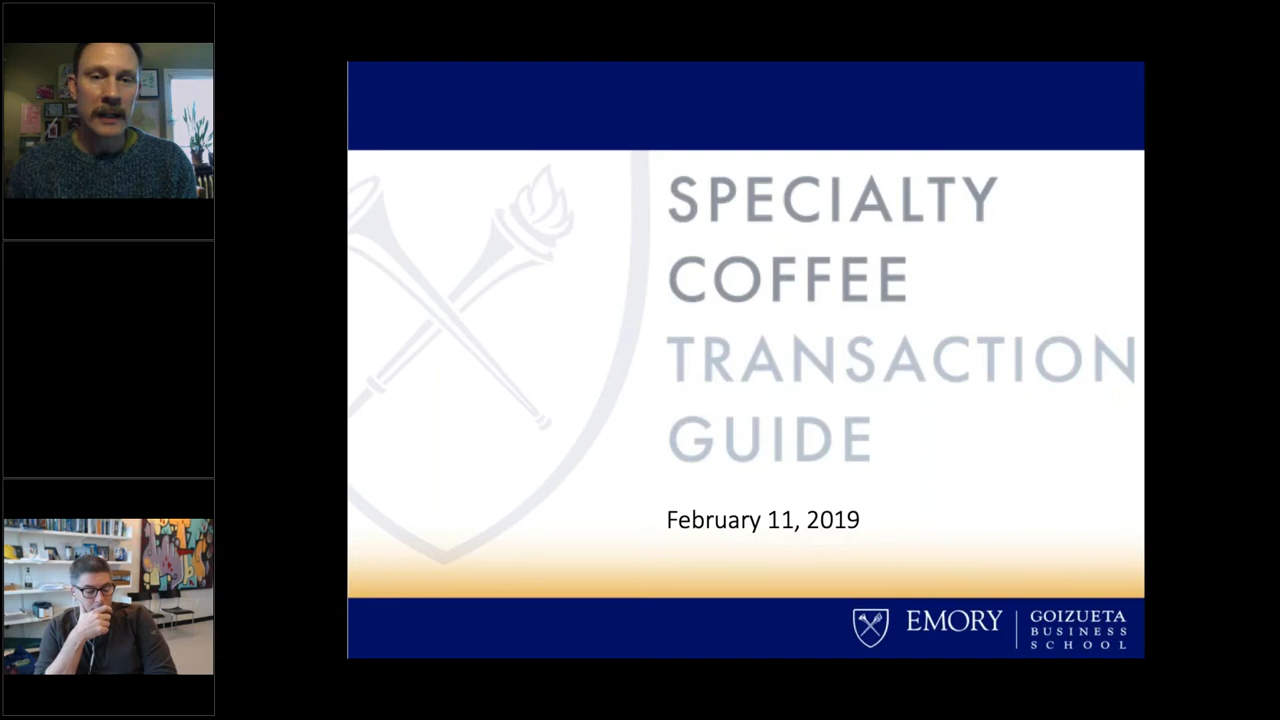 SPECIALTY
COFFEE
TRANSACTION
GUIDE
February 11, 2019
EMORY
GOIZUETA
BUSINESS
SCHOOL